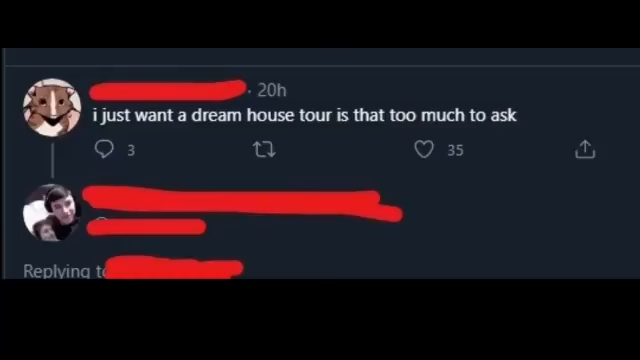 · 20h
i just want a dream house tour is that too much to ask
3
35
Replying to